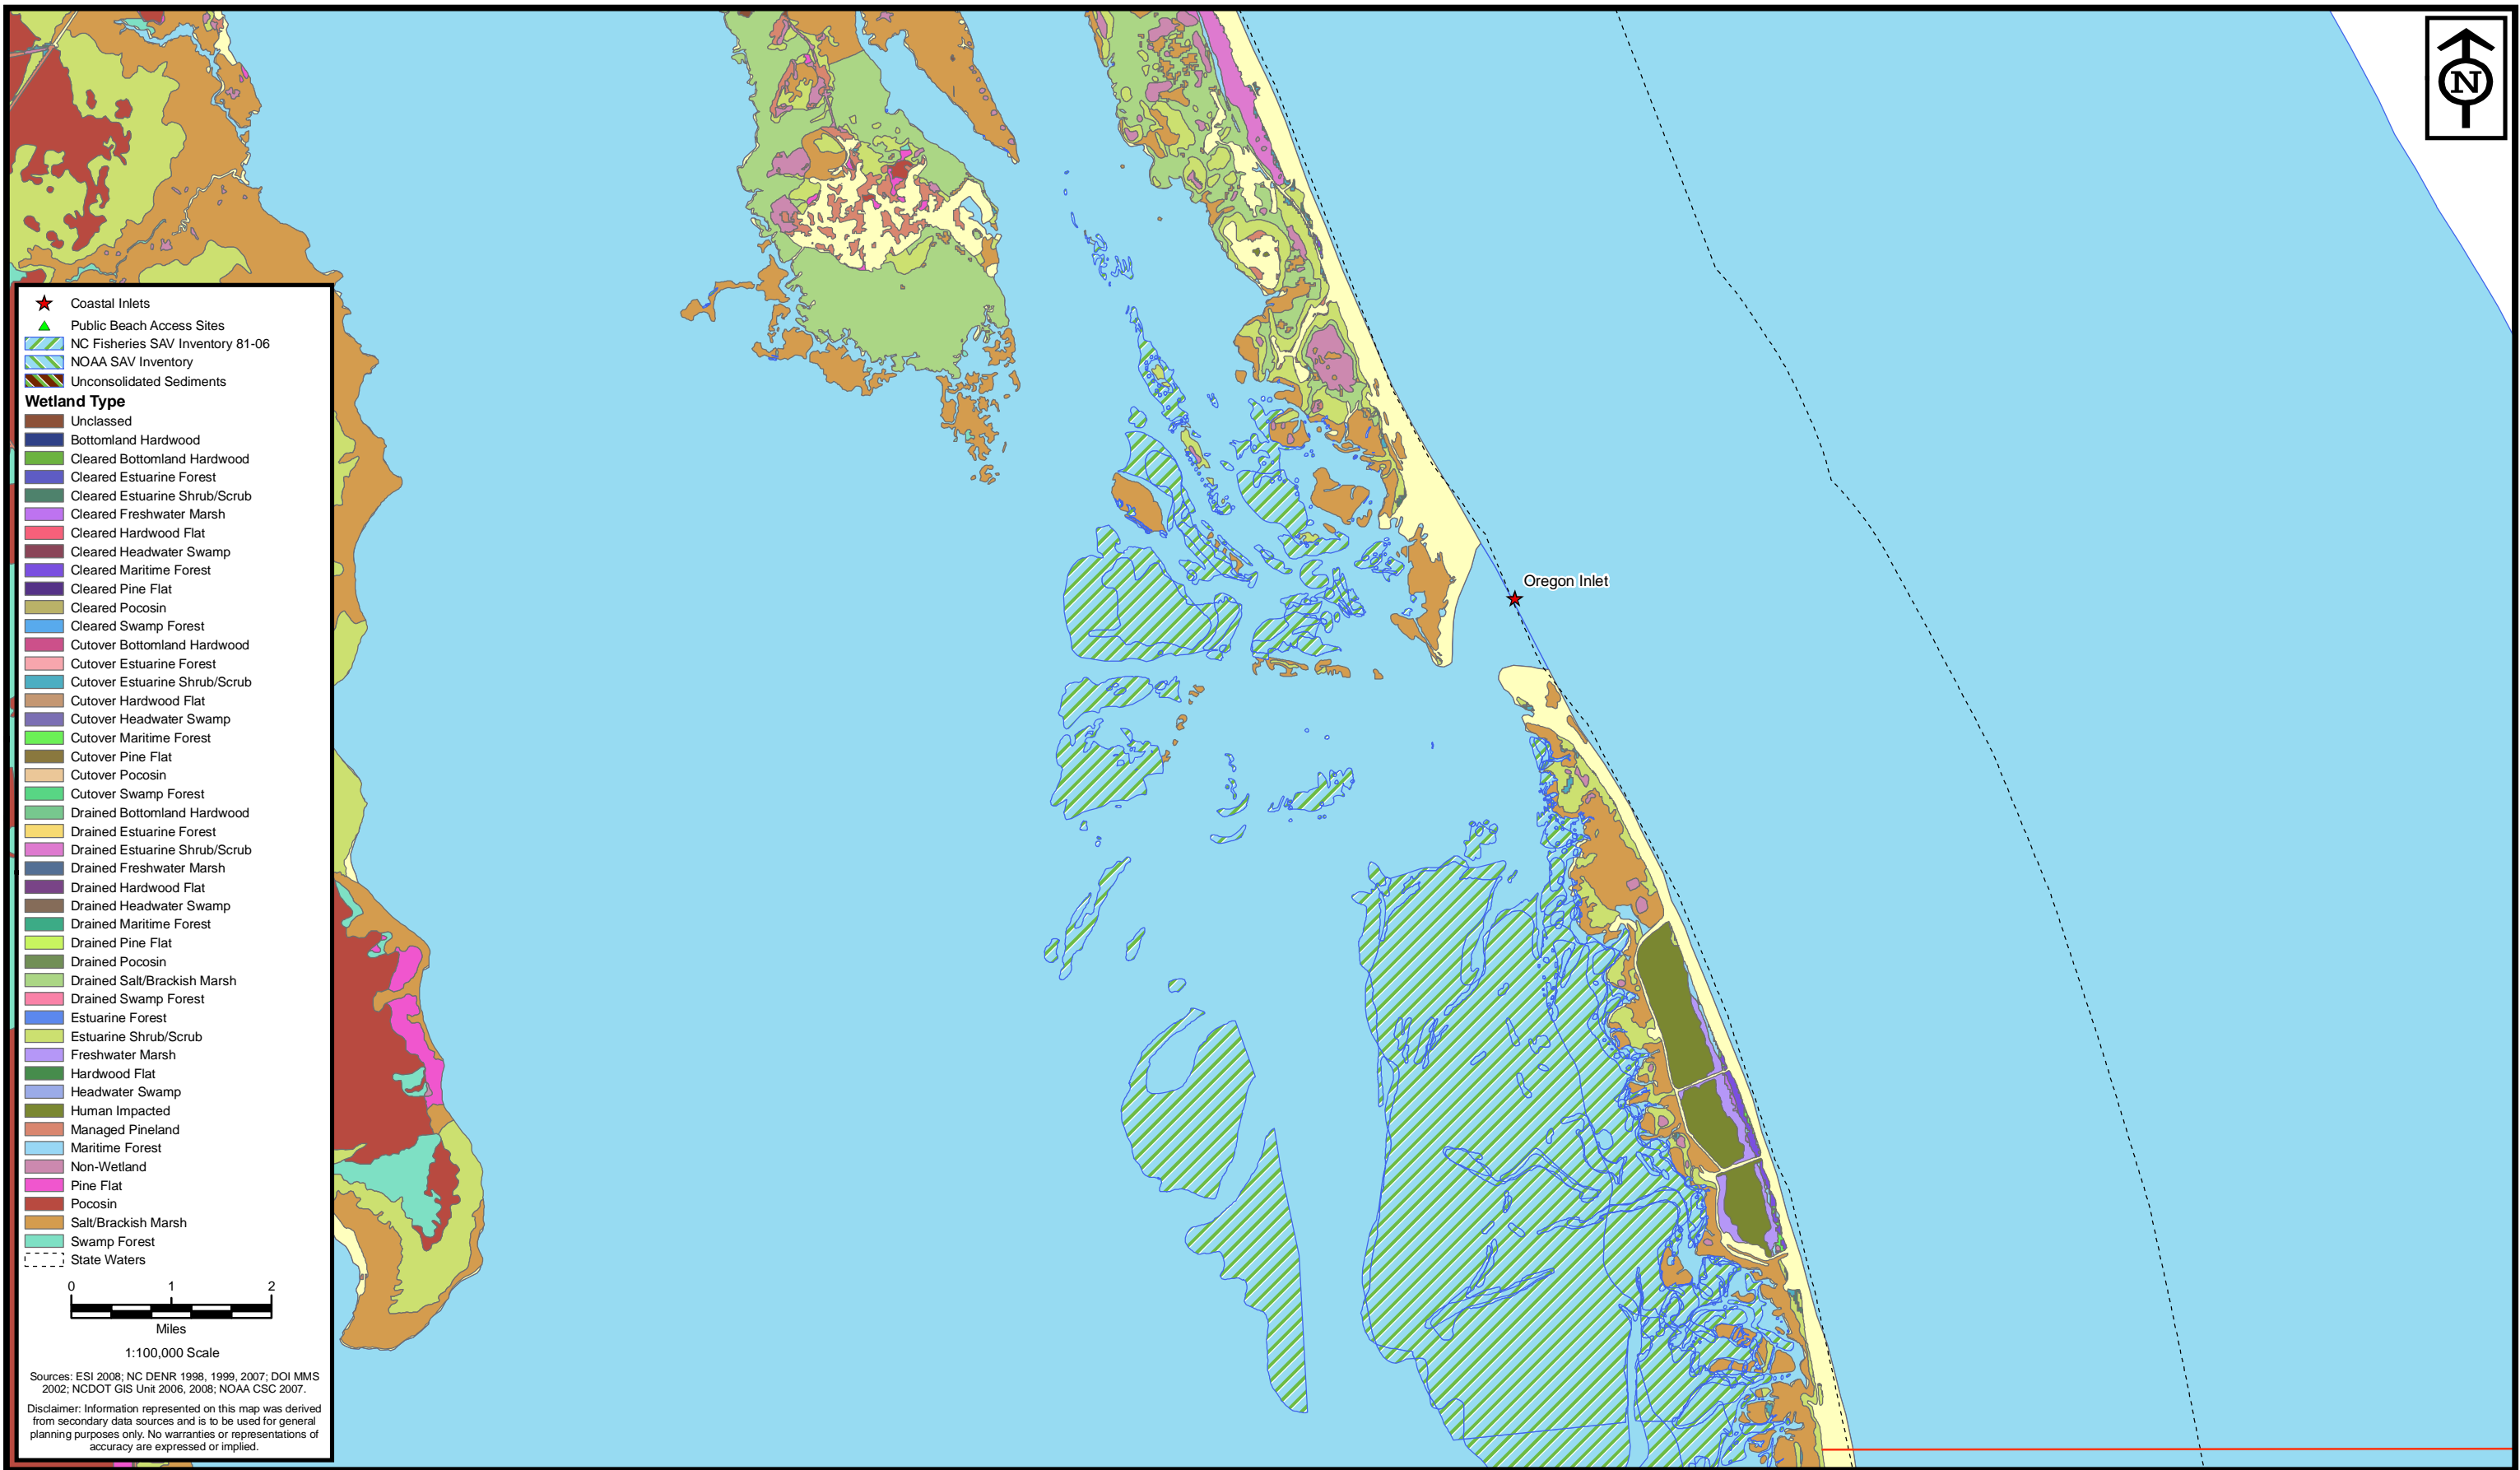 N
Coastal Inlets
Public Beach Access Sites
NC Fisheries SAV Inventory 81-06
NOAA SAV Inventory
Unconsolidated Sediments
Wetland Type
Unclassed
Bottomland Hardwood
Cleared Bottomland Hardwood
Cleared Estuarine Forest
Cleared Estuarine Shrub/Scrub
Cleared Freshwater Marsh
Cleared Hardwood Flat
Cleared Headwater Swamp
Cleared Maritime Forest
Cleared Pine Flat
Cleared Pocosin
Cleared Swamp Forest
Cutover Bottomland Hardwood
Cutover Estuarine Forest
Cutover Estuarine Shrub/Scrub
Cutover Hardwood Flat
Cutover Headwater Swamp
Cutover Maritime Forest
Cutover Pine Flat
Cutover Pocosin
Cutover Swamp Forest
Drained Bottomland Hardwood
Drained Estuarine Forest
Drained Estuarine Shrub/Scrub
Drained Freshwater Marsh
Drained Hardwood Flat
Drained Headwater Swamp
Drained Maritime Forest
Drained Pine Flat
Drained Pocosin
Drained Salt/Brackish Marsh
Drained Swamp Forest
Estuarine Forest
Estuarine Shrub/Scrub
Freshwater Marsh
Hardwood Flat
Headwater Swamp
Human Impacted
Managed Pineland
Maritime Forest
Non-Wetland
Pine Flat
Pocosin
Salt/Brackish Marsh
Swamp Forest
State Waters
0 1 2
Miles
1:100,000 Scale
Sources: ESI 2008; NC DENR 1998, 1999, 2007; DOI MMS
2002; NCDOT GIS Unit 2006, 2008; NOAA CSC 2007.
Disclaimer: Information represented on this map was derived
from secondary data sources and is to be used for general
planning purposes only. No warranties or representations of
accuracy are expressed or implied.
Oregon Inlet